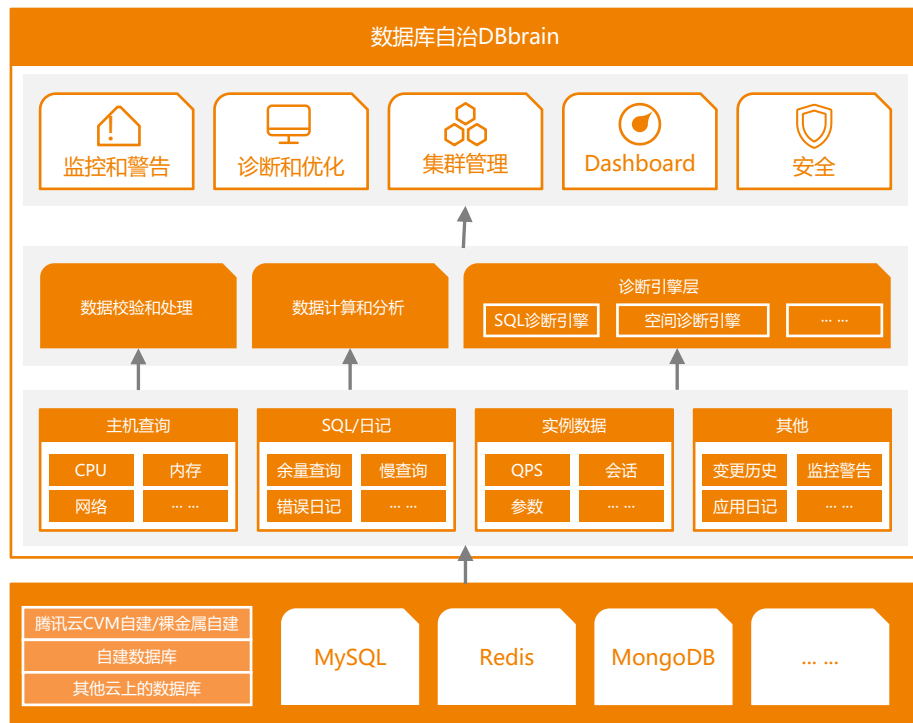 数据库自治DBbrain
监控和警告
诊断和优化
集群管理
Dashboard
安全
数据校验和处理
数据计算和分析
诊断引擎层
SQL诊断引擎
空间诊断引擎
... ...
主机查询
CPU
内存
网络
... ...
SQL/日记
余量查询
慢查询
错误日记
... ...
实例数据
QPS
会话
参数
... ...
其他
变更历史
监控警告
应用日记
... ...
腾讯云CVM自建/裸金属自建
自建数据库
其他云上的数据库
MySQL
Redis
MongoDB
... ...